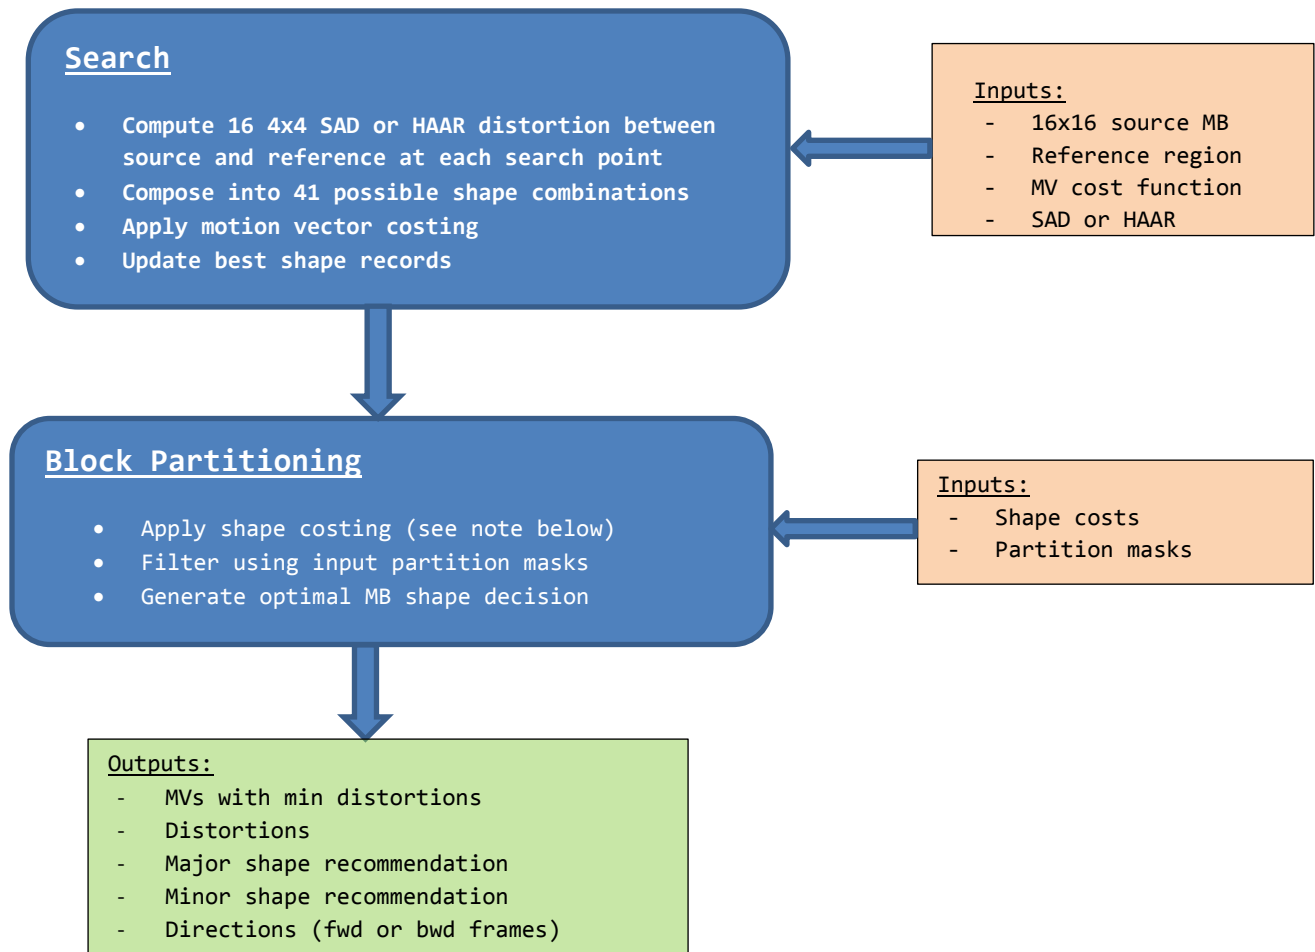 Search
• Compute 16 4x4 SAD or HAAR distortion between
source and reference at each search point
• Compose into 41 possible shape combinations
• Apply motion vector costing
• Update best shape records
Inputs:
- 16x16 source MB
- Reference region
- MV cost function
- SAD or HAAR
Block Partitioning
• Apply shape costing (see note below)
• Filter using input partition masks
• Generate optimal MB shape decision
Inputs:
- Shape costs
- Partition masks
Outputs:
- MVs with min distortions
- Distortions
- Major shape recommendation
- Minor shape recommendation
- Directions (fwd or bwd frames)